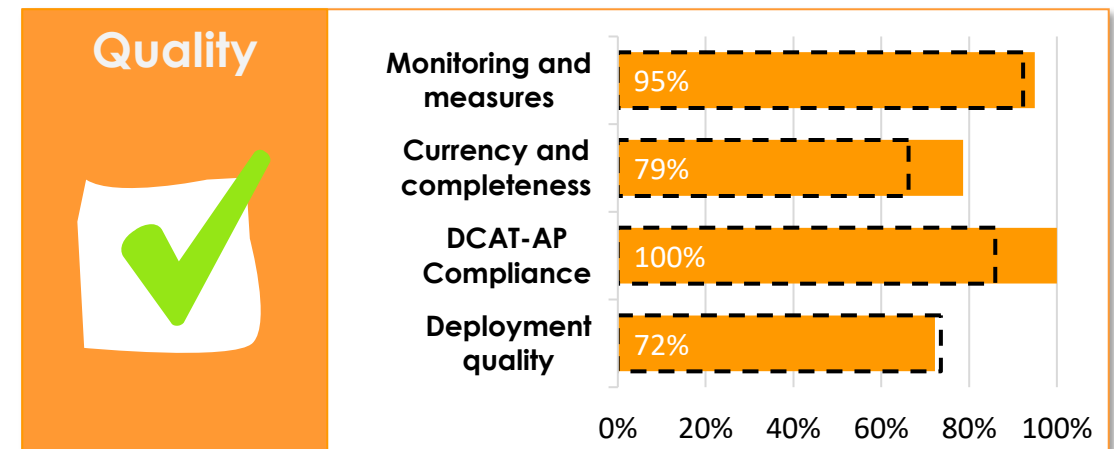 Quality
Monitoring and
measures
95%
Currency and
completeness
79%
DCAT-AP
Compliance
100%
Deployment
quality
72%
0% 20% 40% 60% 80% 100%